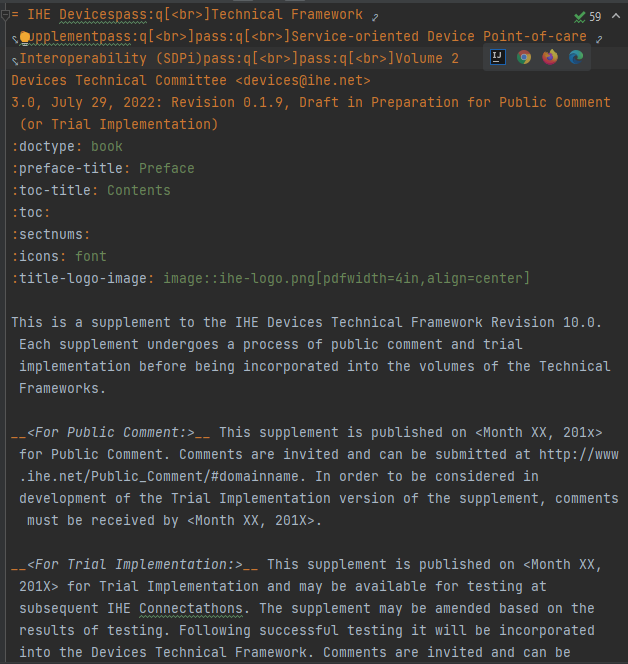 = IHE Devicespass:q[<br>]Technical Framework
Supplementpass:q[<br>]pass:q[<br>]Service-oriented Device Point-of-care
Interoperability (SDPi)pass:q[<br>]pass:q[<br>]Volume 2
Devices Technical Committee <devices@ihe.net>
3.0, July 29, 2022: Revision 0.1.9, Draft in Preparation for Public Comment
(or Trial Implementation)
:doctype: book
:preface-title: Preface
:toc-title: Contents
:toc:
:sectnums:
:icons: font
:title-logo-image: image::ihe-logo.png[pdfwidth=4in,align=center]
This is a supplement to the IHE Devices Technical Framework Revision 10.0.
Each supplement undergoes a process of public comment and trial
implementation before being incorporated into the volumes of the Technical
Frameworks.
__<For Public Comment:>__ This supplement is published on <Month XX, 201x>
for Public Comment. Comments are invited and can be submitted at http://www
.ihe.net/Public_Comment/#domainname. In order to be considered in
development of the Trial Implementation version of the supplement, comments
must be received by <Month XX, 201X>.
__<For Trial Implementation:>__ This supplement is published on <Month XX,
201X> for Trial Implementation and may be available for testing at
subsequent IHE Connectathons. The supplement may be amended based on the
results of testing. Following successful testing it will be incorporated
into the Devices Technical Framework. Comments are invited and can be
59
IJ